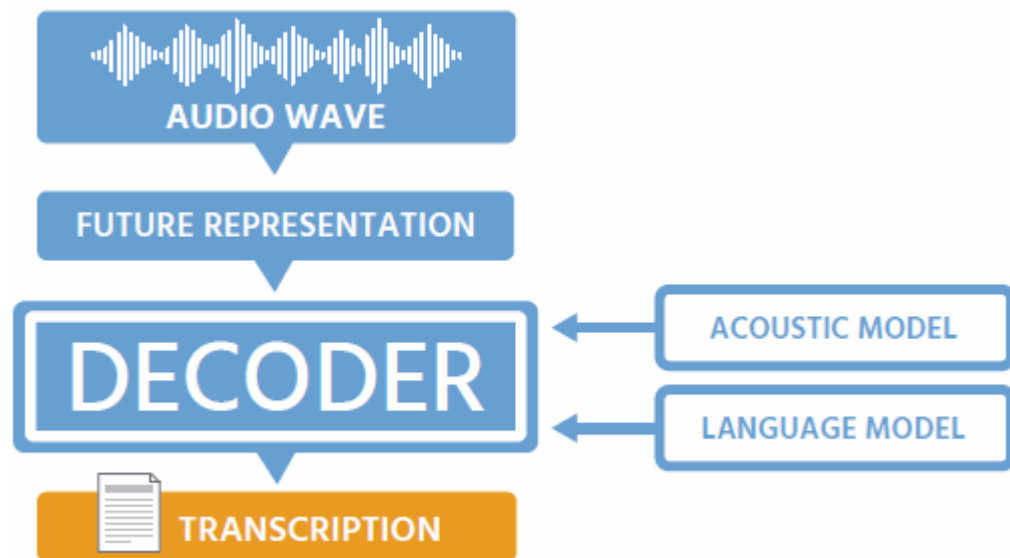 AUDIO WAVE
FUTURE REPRESENTATION
DECODER
ACOUSTIC MODEL
LANGUAGE MODEL
TRANSCRIPTION